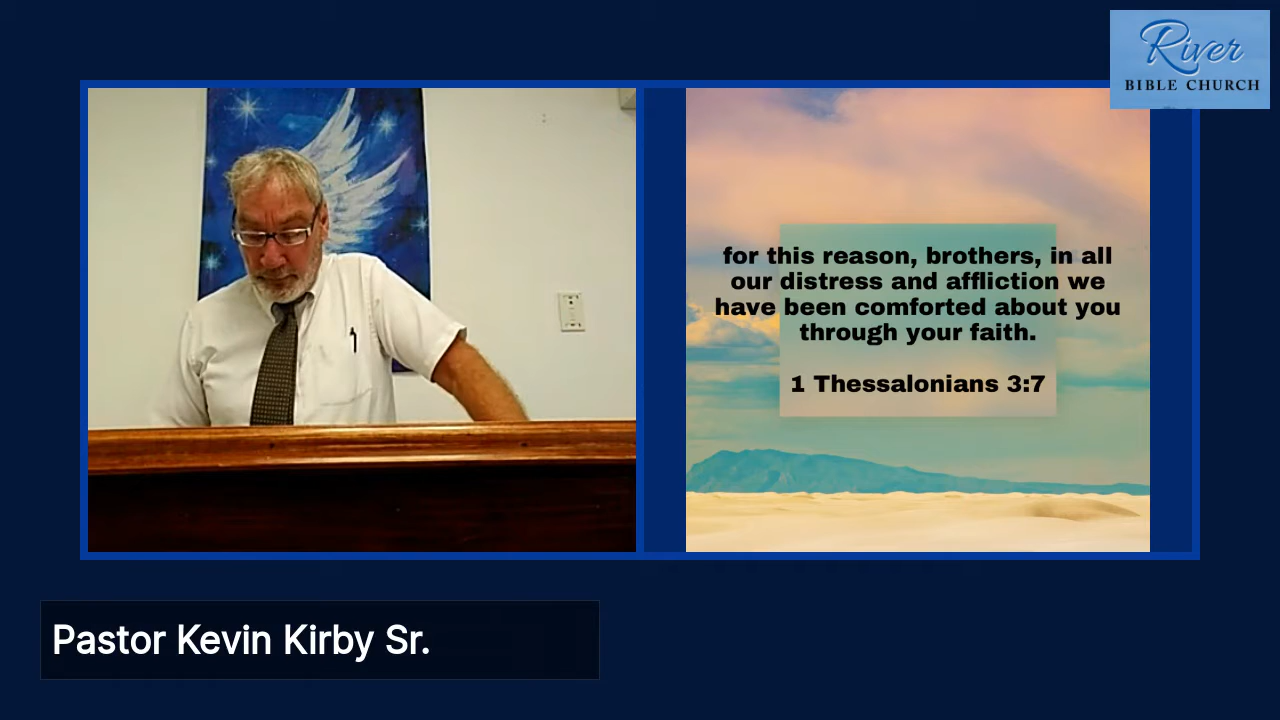 River
BIBLE CHURCH
for this reason, brothers, in all
our distress and affliction we
have been comforted about you
through your faith.
1 Thessalonians 3:7
Pastor Kevin Kirby Sr.